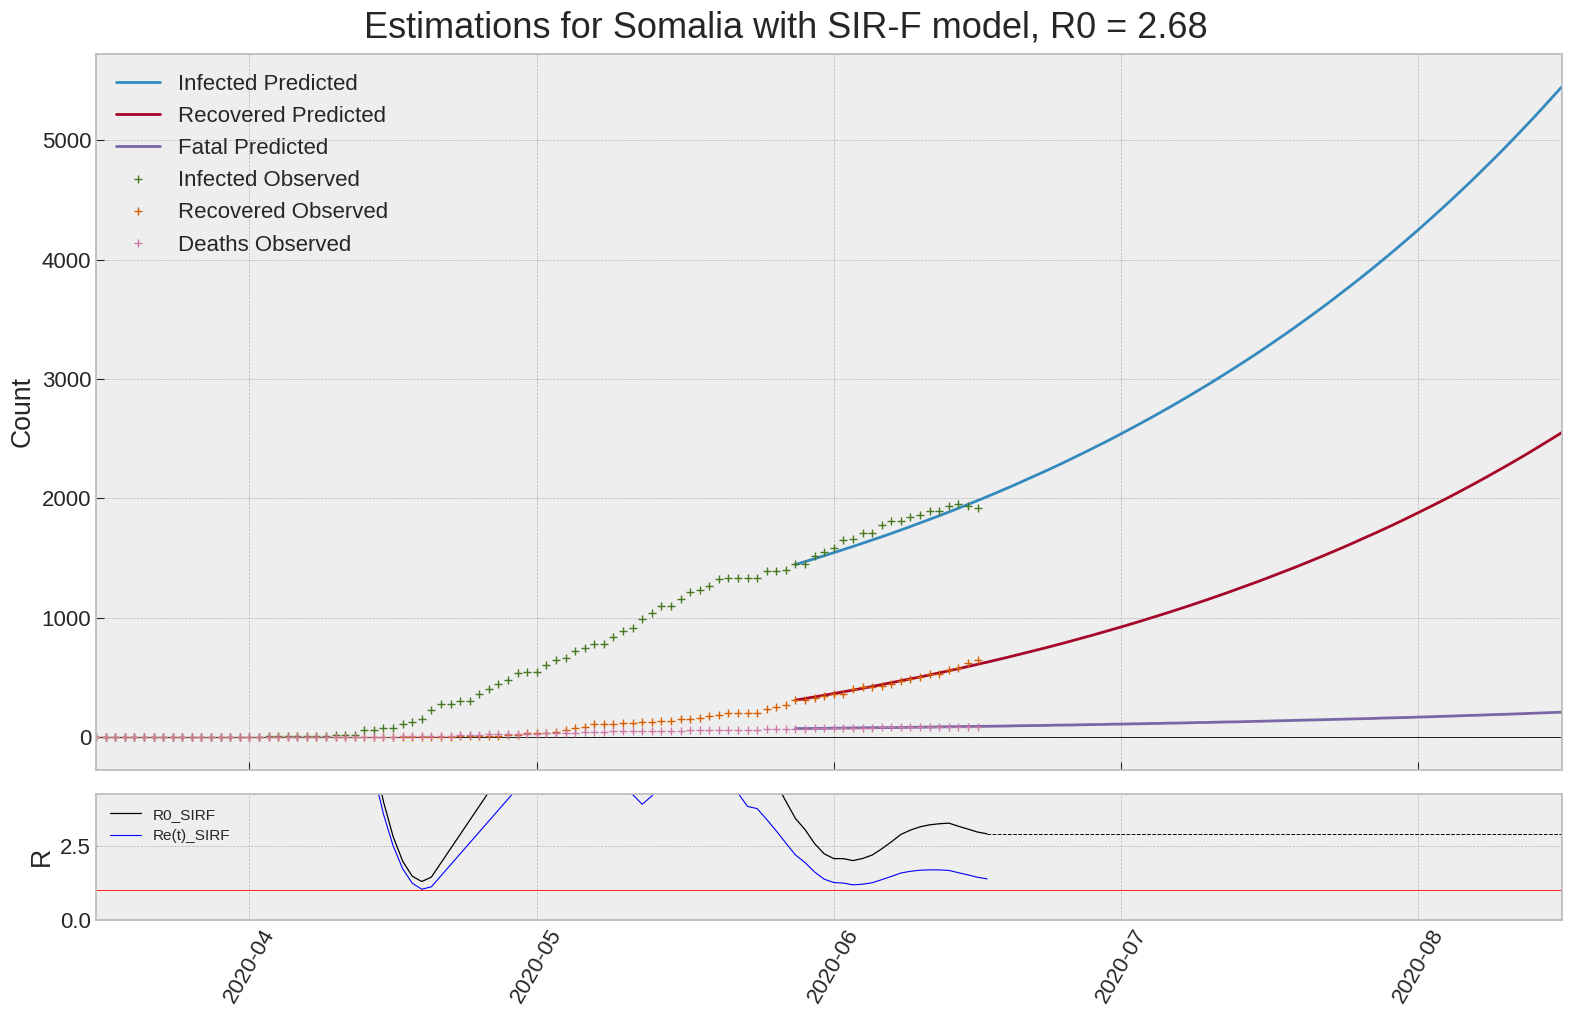 Estimations for Somalia with SIR-F model, R0 = 2.68
Infected Predicted
Recovered Predicted
Fatal Predicted
Infected Observed
Recovered Observed
Deaths Observed
5000
4000
3000
2000
1000
0
Count
R0_SIRF
Re(t)_SIRF
2.5
0.0
R
2020-04
2020-05
2020-06
2020-07
2020-08